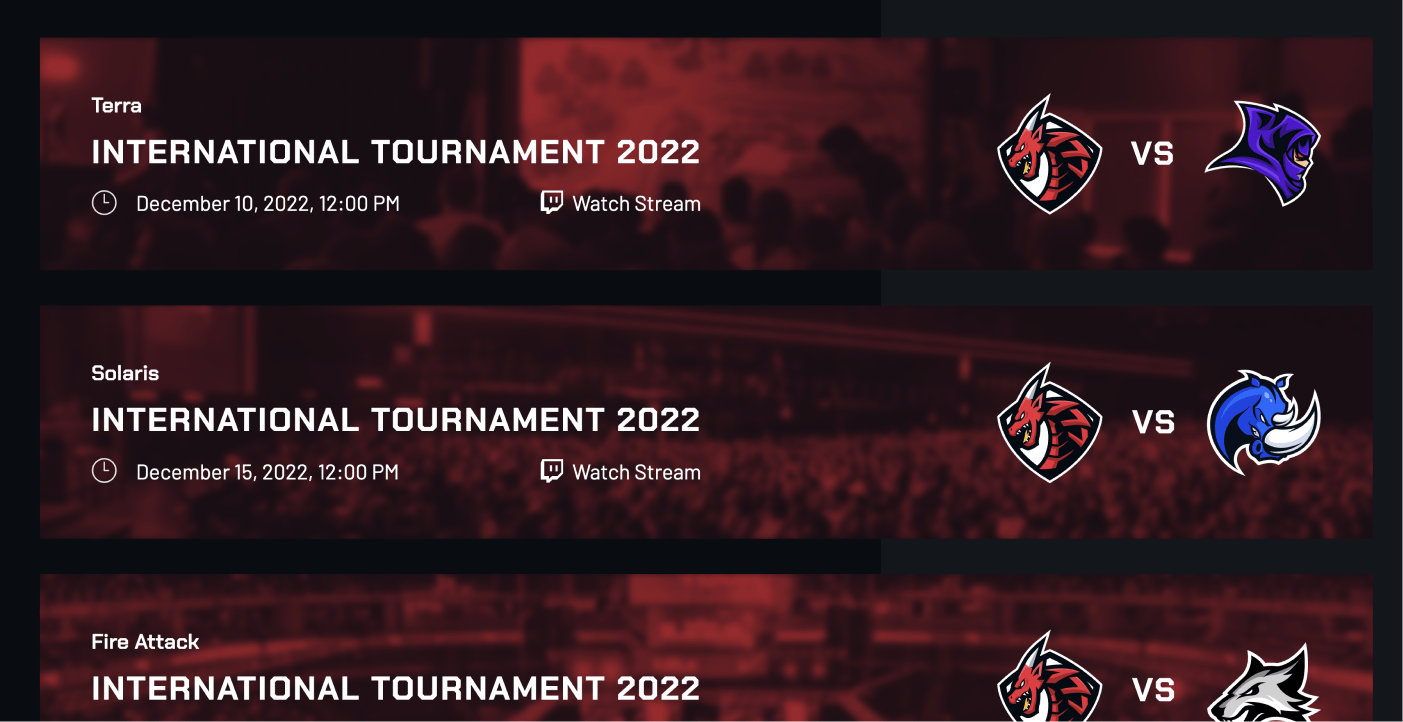 Terra
INTERNATIONAL TOURNAMENT 2022
VS
December 10, 2022, 12:00 PM Watch Stream
Solaris
INTERNATIONAL TOURNAMENT 2022
VS
December 15, 2022, 12:00 PM Watch Stream
Fire Attack
INTERNATIONAL TOURNAMENT 2022
VS